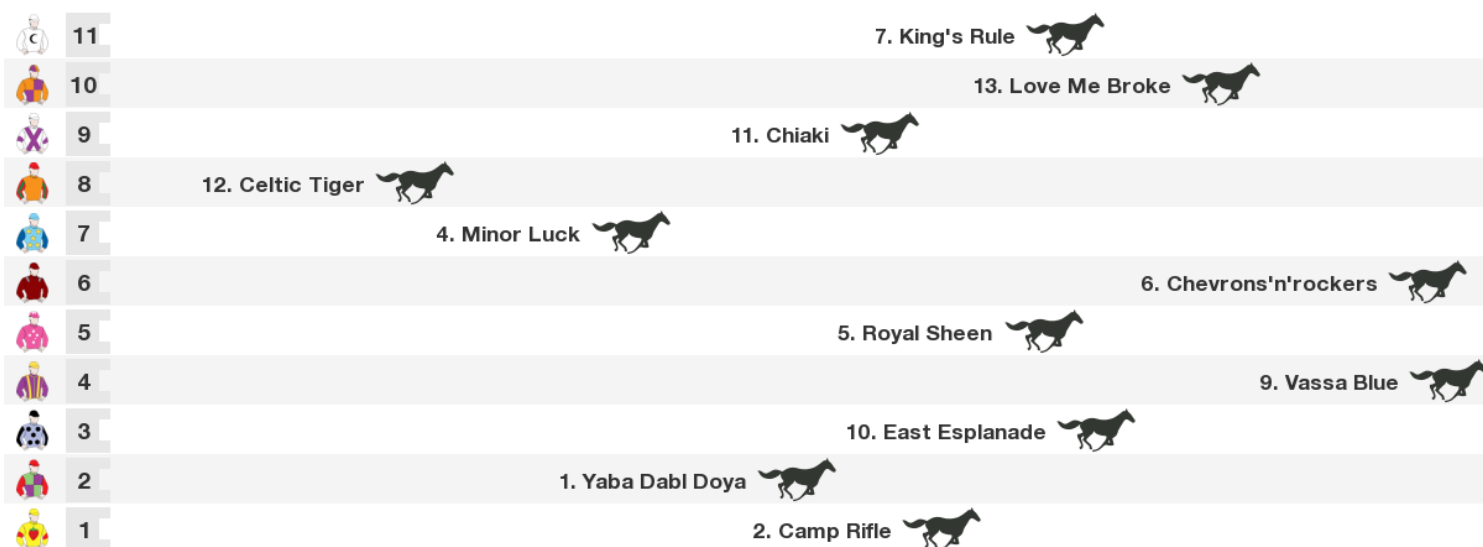 11 7. King's Rule
10 13. Love Me Broke
9 11. Chiaki
8 12. Celtic Tiger
7 4. Minor Luck
6 6. Chevrons'n'rockers
5 5. Royal Sheen
4 9. Vassa Blue
3 10. East Esplanade
2 1. Yaba Dabl Doya
1 2. Camp Rifle